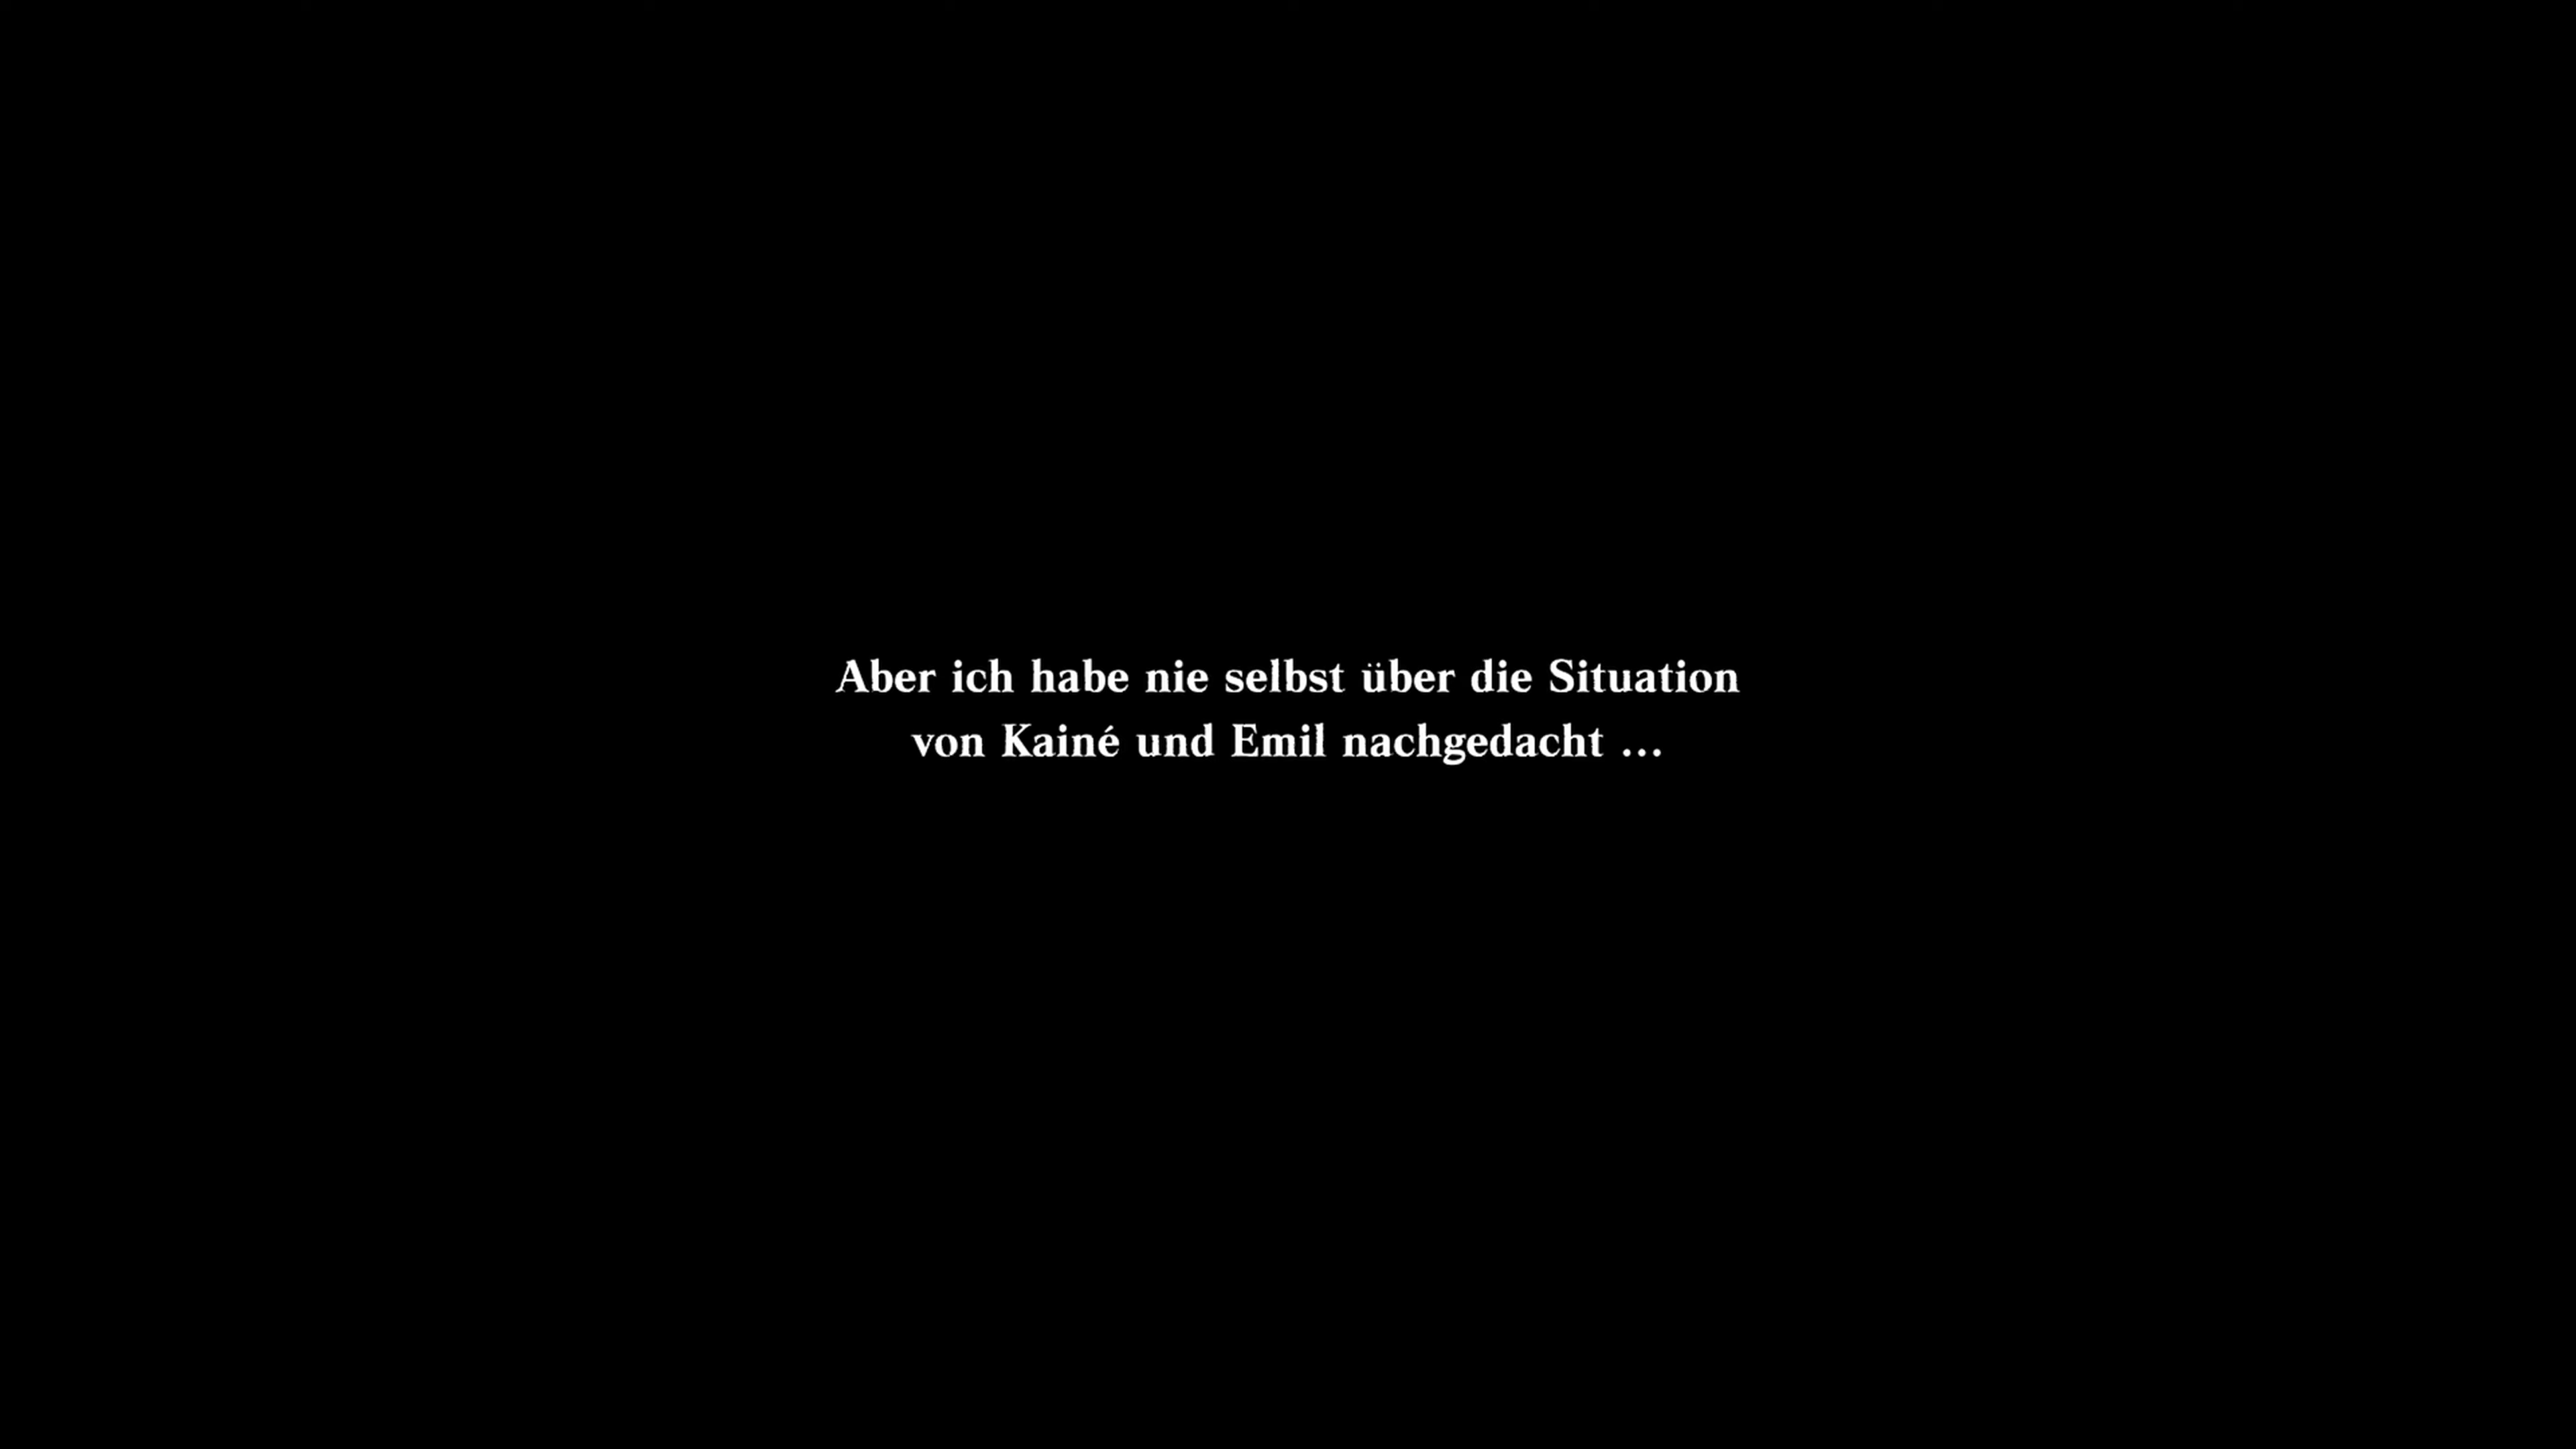 Aber ich habe nie selbst über die Situation
von Kainé und Emil nachgedacht ...